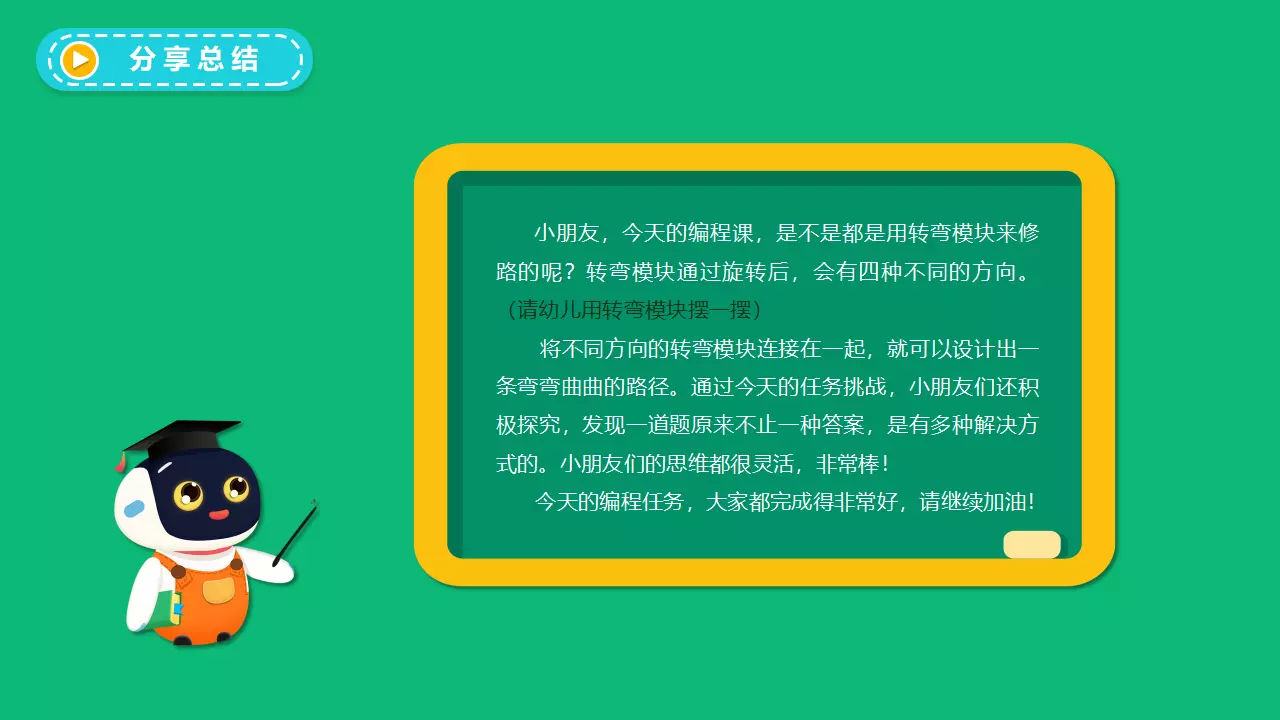 分享总结
小朋友，今天的编程课，是不是都是用转弯模块来修
路的呢？转弯模块通过旋转后，会有四种不同的方向。
（请幼儿用转弯模块摆一摆）
将不同方向的转弯模块连接在一起，就可以设计出一
条弯弯曲曲的路径。通过今天的任务挑战，小朋友们还积
极探究，发现一道题原来不止一种答案，是有多种解决方
式的。小朋友们的思维都很灵活，非常棒！
今天的编程任务，大家都完成得非常好，请继续加油！